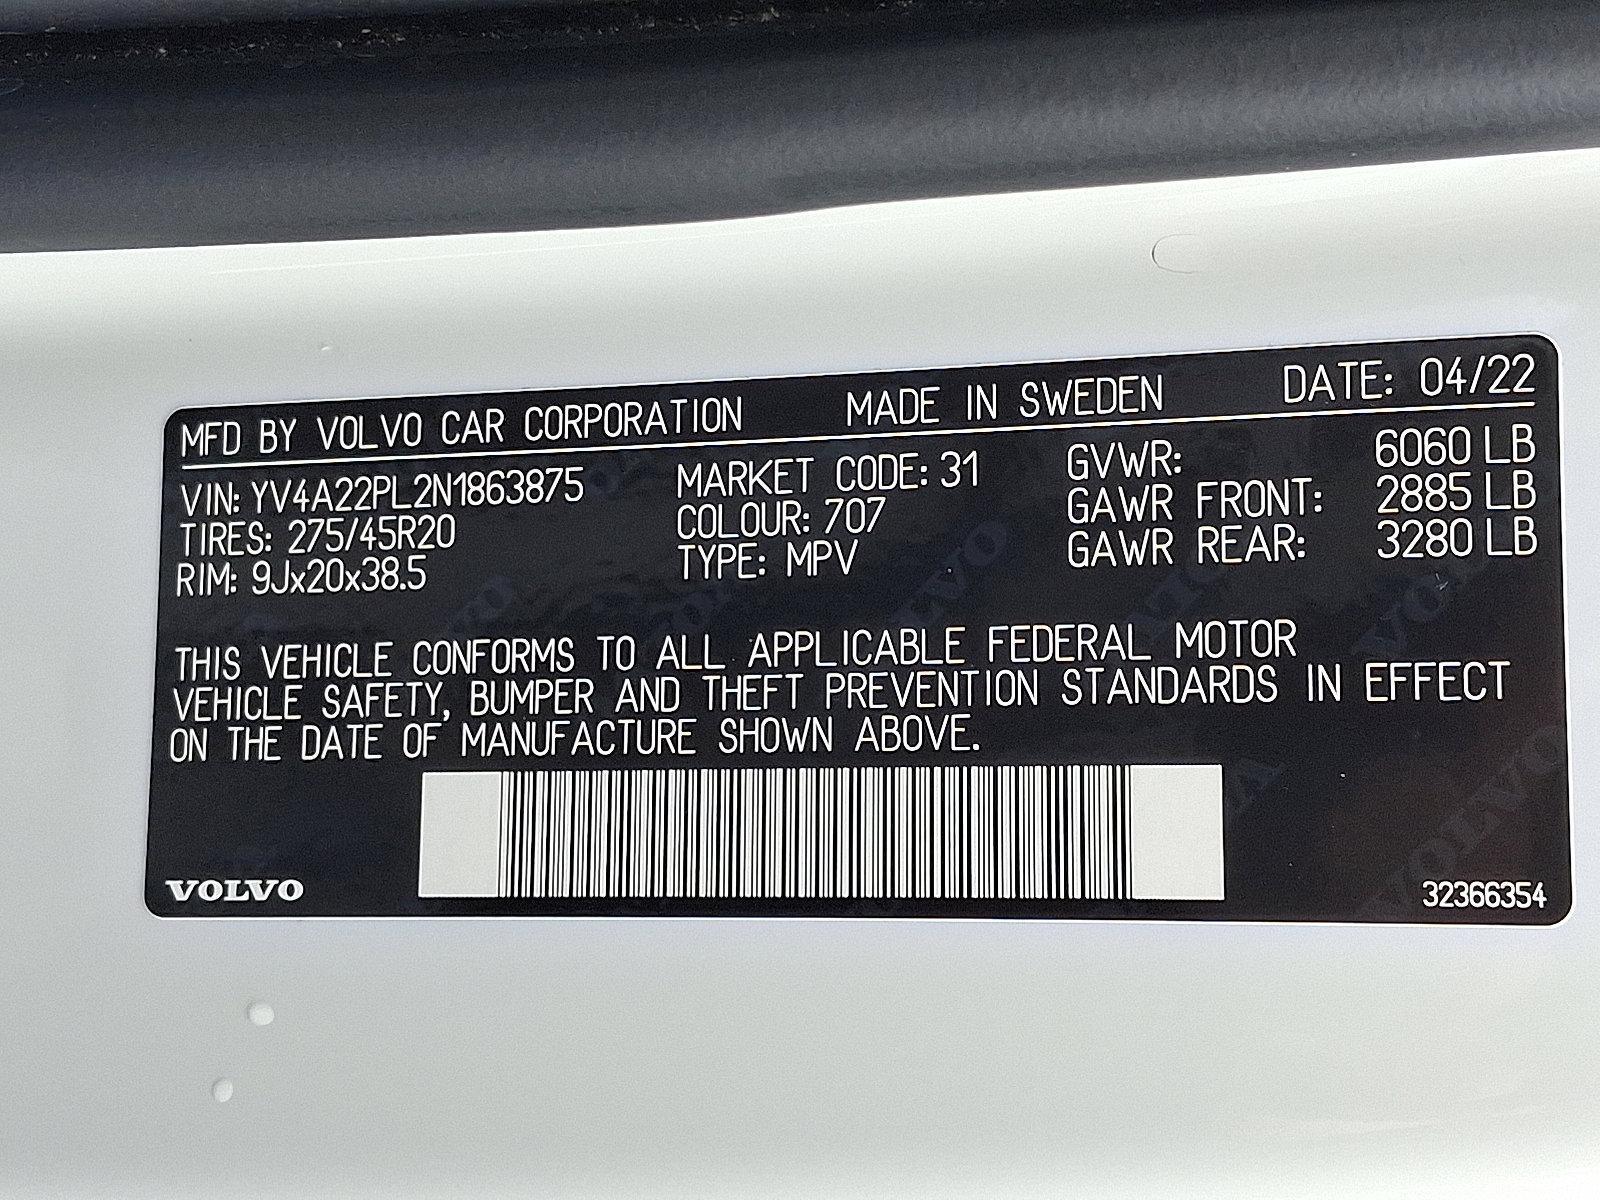 MFD BY VOLVO CAR CORPORATION MADE IN SWEDEN DATE: 04/22
VIN: YV4A22PL2N1863875 MARKET CODE: 31 GVWR: 6060 LB
TIRES: 275/45R20 COLOUR: 707 GAWR FRONT: 2885 LB
RIM: 9Jx20x38.5 TYPE: MPV GAWR REAR: 3280 LB
THIS VEHICLE CONFORMS TO ALL APPLICABLE FEDERAL MOTOR
VEHICLE SAFETY, BUMPER AND THEFT PREVENTION STANDARDS IN EFFECT
ON THE DATE OF MANUFACTURE SHOWN ABOVE.
VOLVO 32366354